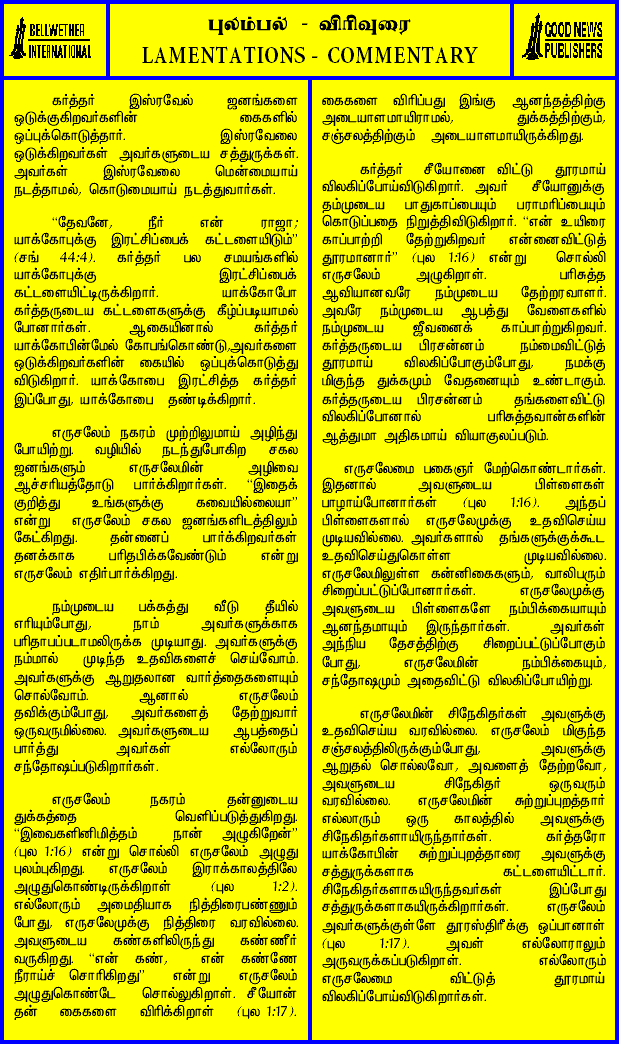 BELLWETHER
INTERNATIONAL
புலம்பல் - விரிவுரை
LAMENTATIONS - COMMENTARY
GOOD NEWS
PUBLISHERS
கர்த்தர் இஸ்ரவேல் ஜனங்களை
ஒடுக்குகிறவர்களின் கைகளில்
ஒப்புக்கொடுத்தார். இஸ்ரவேலை
ஒடுக்கிறவர்கள் அவர்களுடைய சத்துருக்கள்.
அவர்கள் இஸ்ரவேலை மென்மையாய்
நடத்தாமல், கொடுமையாய் நடத்துவார்கள்.
“தேவனே, நீர் என் ராஜா;
யாக்கோபுக்கு இரட்சிப்பைக் கட்டளையிடும்”
(சங் 44:4). கர்த்தர் பல சமயங்களில்
யாக்கோபுக்கு இரட்சிப்பைக்
கட்டளையிட்டிருக்கிறார். யாக்கோபோ
கர்த்தருடைய கட்டளைகளுக்கு கீழ்ப்படியாமல்
போனார்கள். ஆகையினால் கர்த்தர்
யாக்கோபின்மேல் கோபங்கொண்டு,அவர்களை
ஒடுக்கிறவர்களின் கையில் ஒப்புக்கொடுத்து
விடுகிறார். யாக்கோபை இரட்சித்த கர்த்தர்
இப்போது, யாக்கோபை தண்டிக்கிறார்.
எருசலேம் நகரம் முற்றிலுமாய் அழிந்து
போயிற்று. வழியில் நடந்துபோகிற சகல
ஜனங்களும் எருசலேமின் அழிவை
ஆச்சரியத்தோடு பார்க்கிறார்கள். “இதைக்
குறித்து உங்களுக்கு கவையில்லையா”
என்று எருசலேம் சகல ஜனங்களிடத்திலும்
கேட்கிறது. தன்னைப் பார்க்கிறவர்கள்
தனக்காக பரிதபிக்கவேண்டும் என்று
எருசலேம் எதிர்பார்க்கிறது.
நம்முடைய பக்கத்து வீடு தீயில்
எரியும்போது, நாம் அவர்களுக்காக
பரிதாபப்படாமலிருக்க முடியாது. அவர்களுக்கு
நம்மால் முடிந்த உதவிகளைச் செய்வோம்.
அவர்களுக்கு ஆறுதலான வார்த்தைகளையும்
சொல்வோம். ஆனால் எருசலேம்
தவிக்கும்போது, அவர்களைத் தேற்றுவார்
ஒருவருமில்லை. அவர்களுடைய ஆபத்தைப்
பார்த்து அவர்கள் எல்லோரும்
சந்தோஷப்படுகிறார்கள்.
எருசலேம் நகரம் தன்னுடைய
துக்கத்தை வெளிப்படுத்துகிறது.
“இவைகளினிமித்தம் நான் அழுகிறேன்”
(புல 1:16) என்று சொல்லி எருசலேம் அழுது
புலம்புகிறது. எருசலேம் இராக்காலத்திலே
அழுதுகொண்டிருக்கிறாள் (புல 1:2).
எல்லோரும் அமைதியாக நித்திரைபண்ணும்
போது, எருசலேமுக்கு நித்திரை வரவில்லை.
அவளுடைய கண்களிலிருந்து கண்ணீர்
வருகிறது. “என் கண், என் கண்ணே
நீராய்ச் சொரிகிறது” என்று எருசலேம்
அழுதுகொண்டே சொல்லுகிறாள். சீயோன்
தன் கைகளை விரிக்கிறாள் (புல 1:17).
கைகளை விரிப்பது இங்கு ஆனந்தத்திற்கு
அடையாளமாயிராமல், துக்கத்திற்கும்,
சஞ்சலத்திற்கும் அடையாளமாயிருக்கிறது.
கர்த்தர் சீயோனை விட்டு தூரமாய்
விலகிப்போய்விடுகிறார். அவர் சீயோனுக்கு
தம்முடைய பாதுகாப்பையும் பராமரிப்பையும்
கொடுப்பதை நிறுத்திவிடுகிறார். “என் உயிரை
காப்பாற்றி தேற்றுகிறவர் என்னைவிட்டுத்
தூரமானார்” (புல 1:16) என்று சொல்லி
எருசலேம் அழுகிறாள். பரிசுத்த
ஆவியானவரே நம்முடைய தேற்றரவாளர்.
அவரே நம்முடைய ஆபத்து வேளைகளில்
நம்முடைய ஜீவனைக் காப்பாற்றுகிறவர்.
கர்த்தருடைய பிரசன்னம் நம்மைவிட்டுத்
தூரமாய் விலகிப்போகும்போது, நமக்கு
மிகுந்த துக்கமும் வேதனையும் உண்டாகும்.
கர்த்தருடைய பிரசன்னம் தங்களைவிட்டு
விலகிப்போனால் பரிசுத்தவான்களின்
ஆத்துமா அதிகமாய் வியாகுலப்படும்.
எருசலேமை பகைஞர் மேற்கொண்டார்கள்.
இதனால் அவளுடைய பிள்ளைகள்
பாழாய்போனார்கள் (புல 1:16). அந்தப்
பிள்ளைகளால் எருசலேமுக்கு உதவிசெய்ய
முடியவில்லை. அவர்களால் தங்களுக்குக்கூட
உதவிசெய்துகொள்ள முடியவில்லை.
எருசலேமிலுள்ள கன்னிகைகளும், வாலிபரும்
சிறைப்பட்டுப்போனார்கள். எருசலேமுக்கு
அவளுடைய பிள்ளைகளே நம்பிக்கையாயும்
ஆனந்தமாயும் இருந்தார்கள். அவர்கள்
அந்நிய தேசத்திற்கு சிறைப்பட்டுப்போகும்
போது, எருசலேமின் நம்பிக்கையும்,
சந்தோஷமும் அதைவிட்டு விலகிப்போயிற்று.
எருசலேமின் சிநேகிதர்கள் அவளுக்கு
உதவிசெய்ய வரவில்லை. எருசலேம் மிகுந்த
சஞ்சலத்திலிருக்கும்போது, அவளுக்கு
ஆறுதல் சொல்லவோ, அவளைத் தேற்றவோ,
அவளுடைய சிநேகிதர் ஒருவரும்
வரவில்லை. எருசலேமின் சுற்றுப்புறத்தார்
எல்லாரும் ஒரு காலத்தில் அவளுக்கு
சிநேகிதர்களாயிருந்தார்கள். கர்த்தரோ
யாக்கோபின் சுற்றுப்புறத்தாரை அவளுக்கு
சத்துருக்களாக கட்டளையிட்டார்.
சிநேகிதர்களாகயிருந்தவர்கள் இப்போது
சத்துருக்களாகயிருக்கிறார்கள். எருசலேம்
அவர்களுக்குள்ளே தூரஸ்திரீக்கு ஒப்பானாள்
(புல 1:17). அவள் எல்லோராலும்
அருவருக்கப்படுகிறாள். எல்லோரும்
எருசலேமை விட்டுத் தூரமாய்
விலகிப்போய்விடுகிறார்கள்.